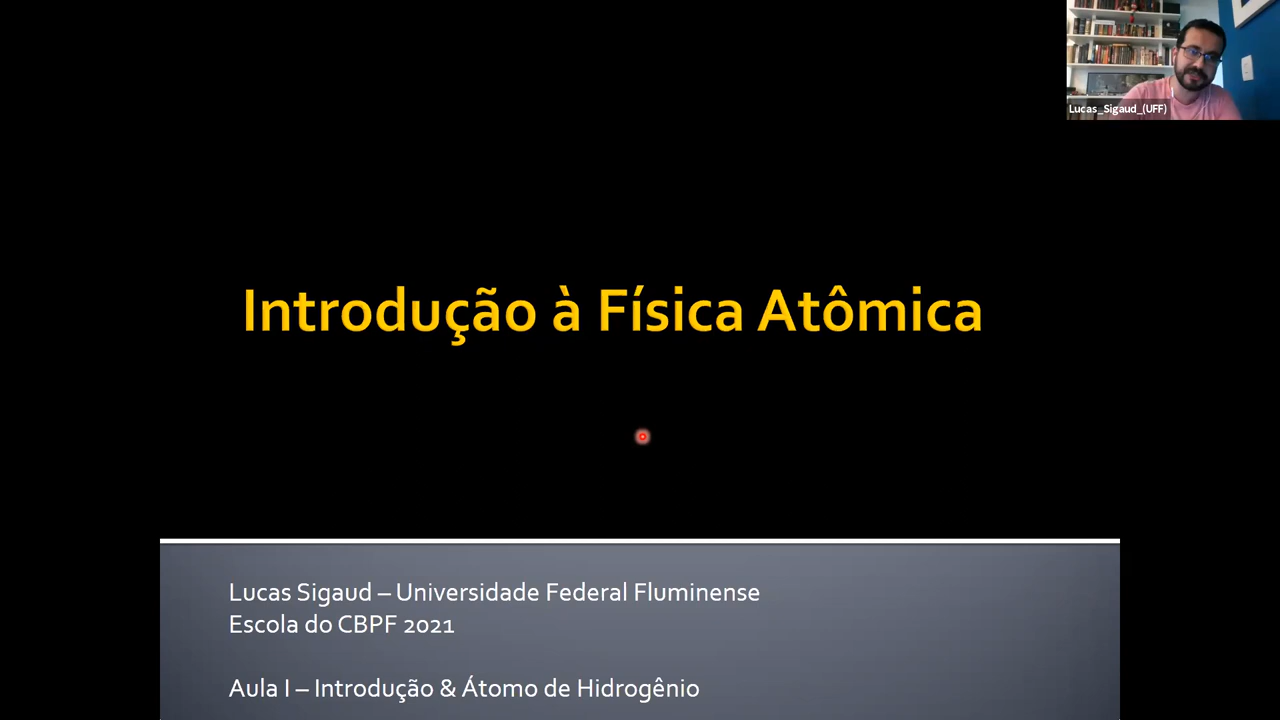 Lucas_Sigaud_(UFF)
Introdução à Física Atômica
Lucas Sigaud – Universidade Federal Fluminense
Escola do CBPF 2021
Aula I – Introdução & Átomo de Hidrogênio